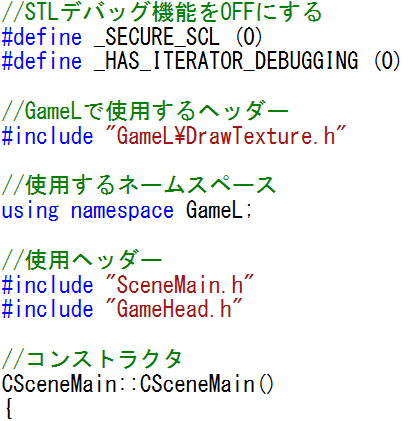 //STLデバッグ機能をOFFにする
#define _SECURE_SCL (0)
#define _HAS_ITERATOR_DEBUGGING (0)
//GameLで使用するヘッダー
#include "GameL¥DrawTexture.h"
//使用するネームスペース
using namespace GameL;
//使用ヘッダー
#include "SceneMain.h"
#include "GameHead.h"
//コンストラクタ
CSceneMain::CSceneMain()
{